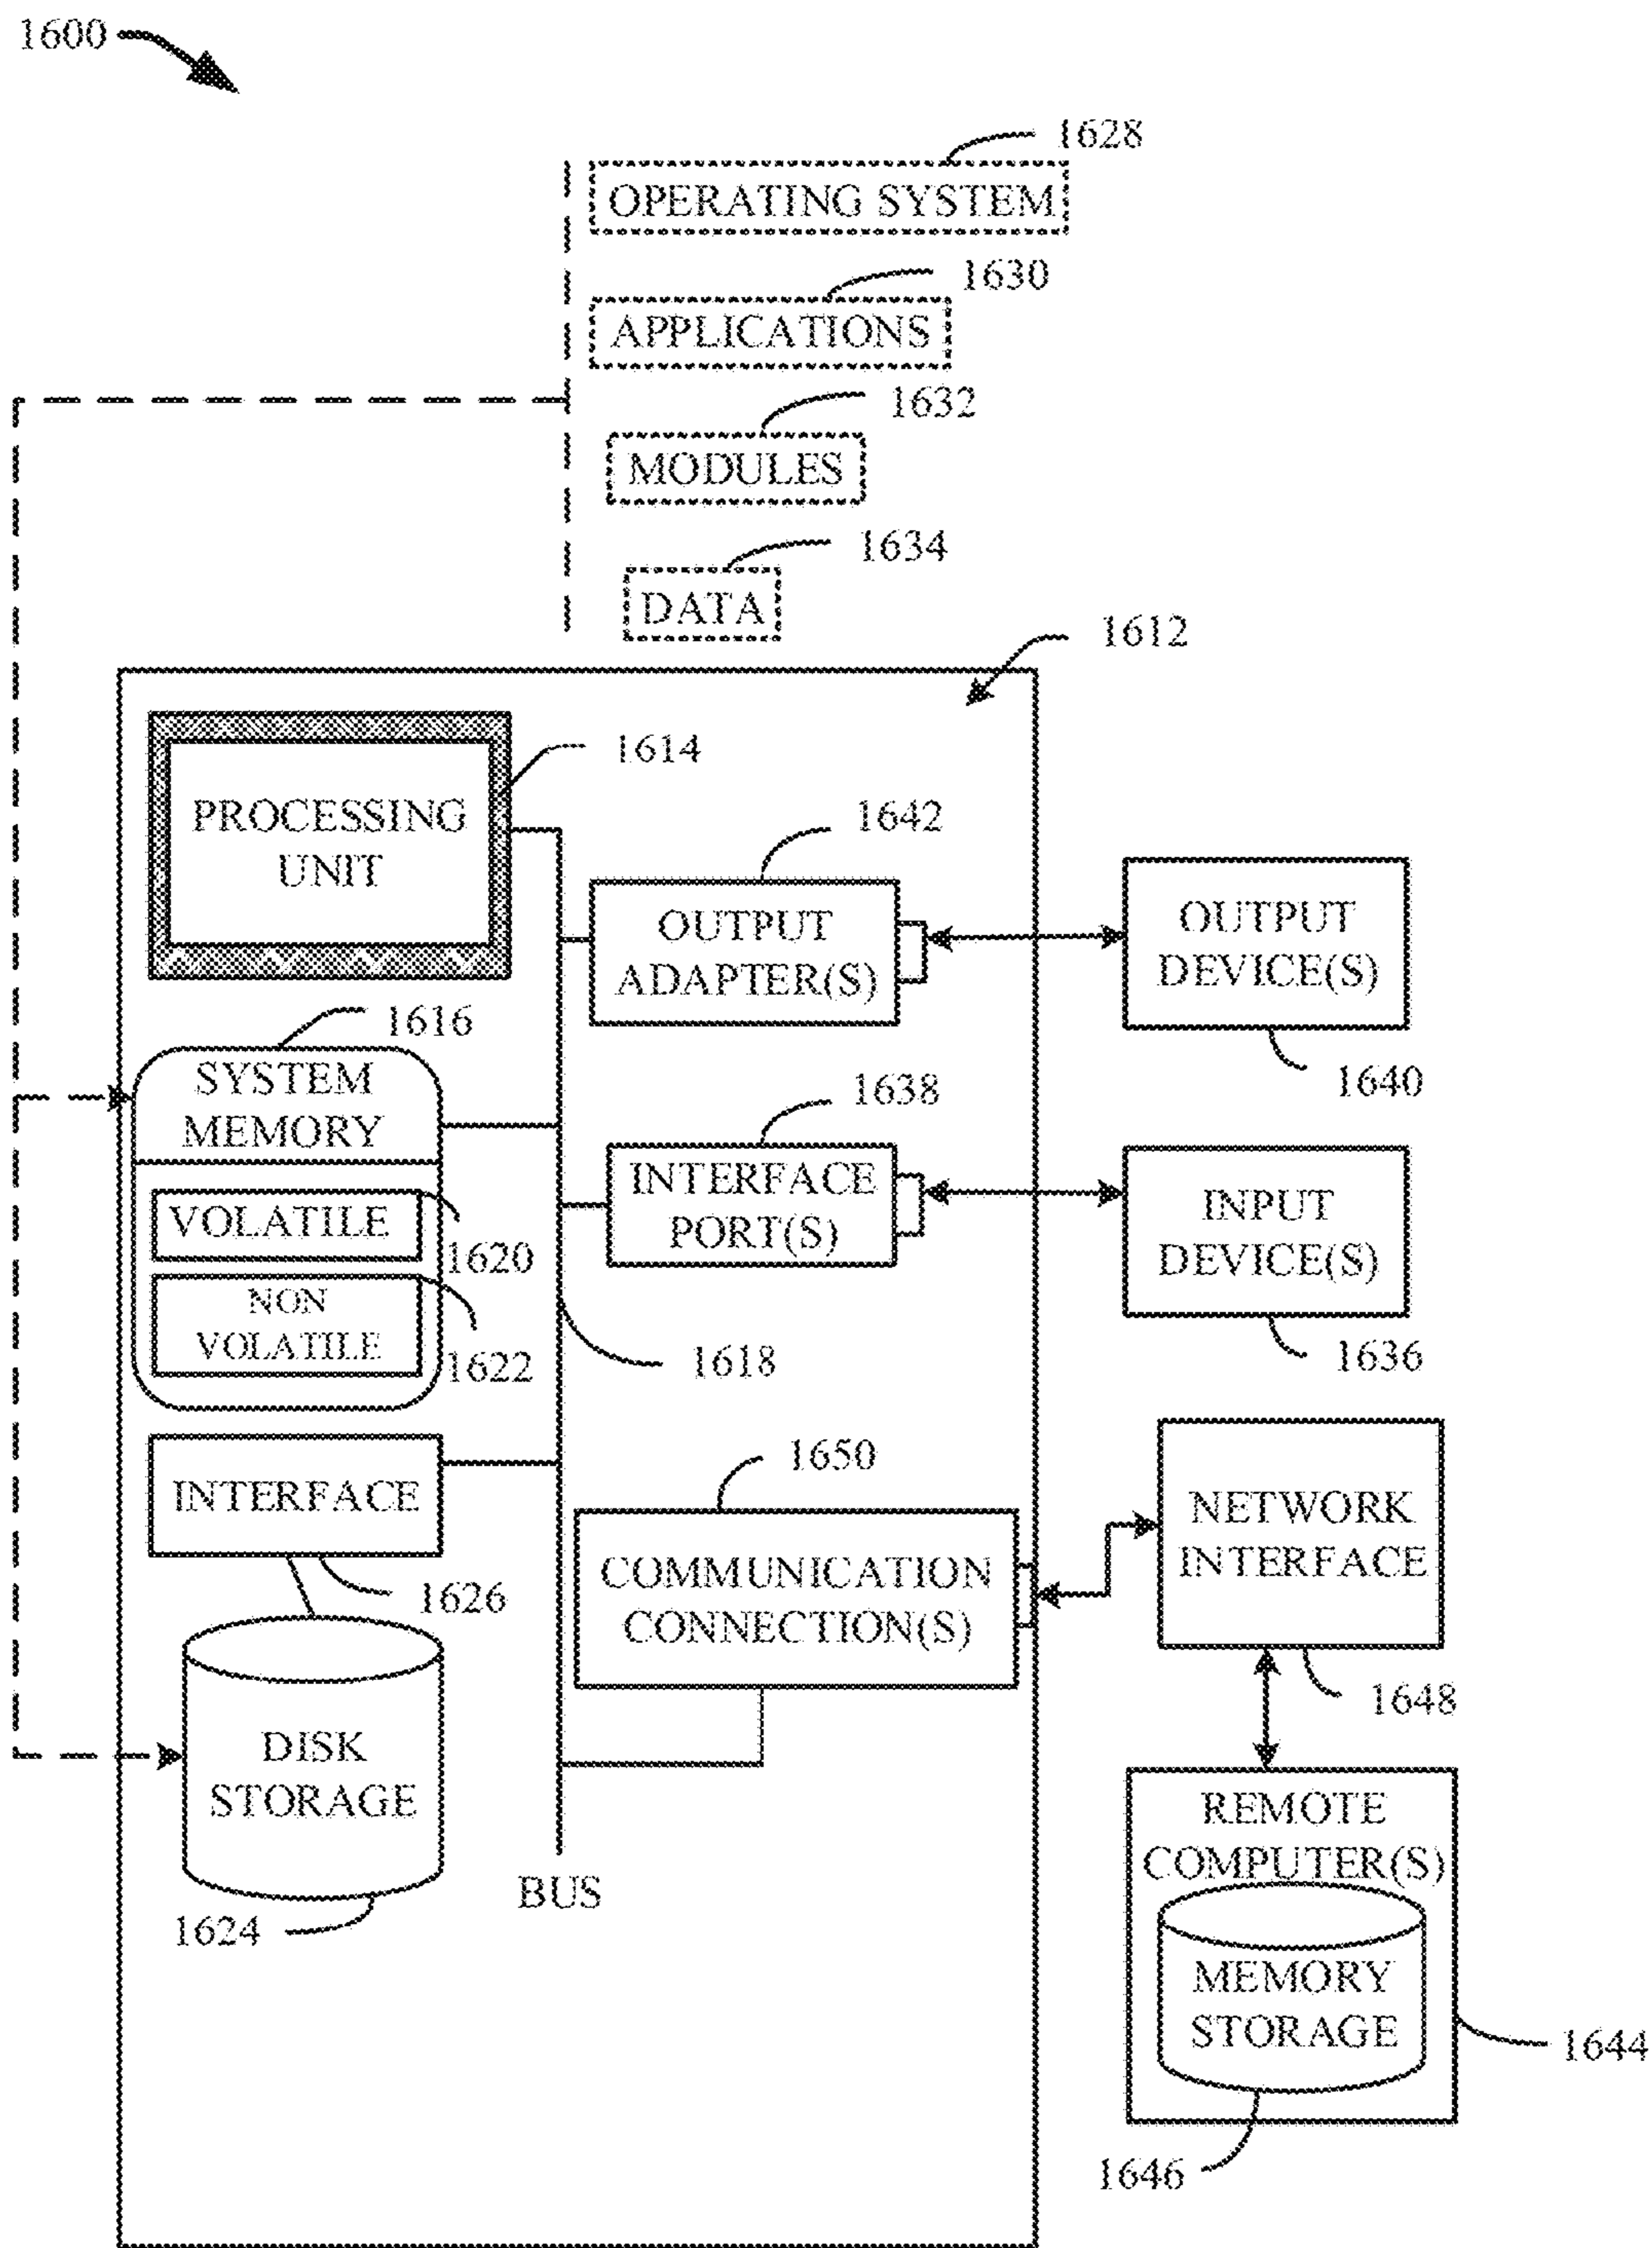 1600
1628
OPERATING SYSTEM
1630
APPLICATIONS
1632
MODULES
1634
DATA
1612
PROCESSING
UNIT
1614
1642
OUTPUT
ADAPTER(S)
OUTPUT
DEVICE(S)
1640
1616
SYSTEM
MEMORY
VOLATILE
1620
NON
VOLATILE
1622
1638
INTERFACE
PORT(S)
INPUT
DEVICE(S)
1636
1618
INTERFACE
1626
1650
COMMUNICATION
CONNECTION(S)
NETWORK
INTERFACE
1648
DISK
STORAGE
1624
BUS
REMOTE
COMPUTER(S)
MEMORY
STORAGE
1644
1646